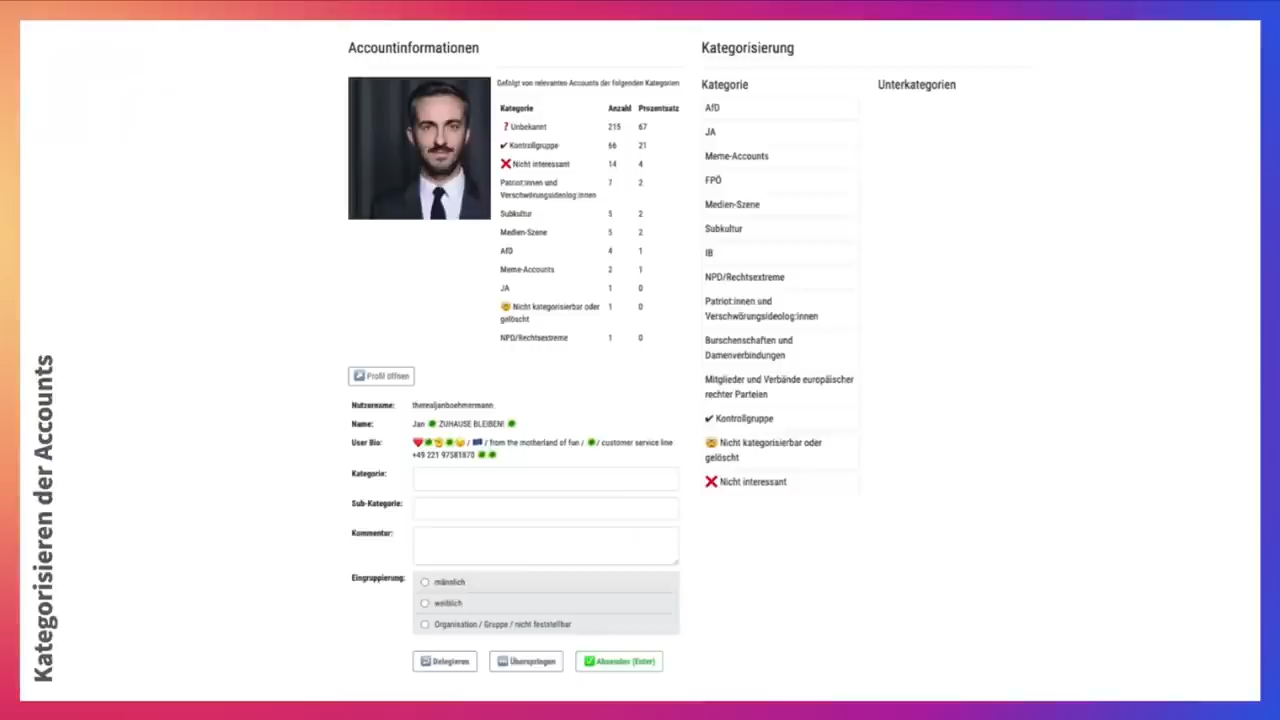 Kategorisieren der Accounts
Accountinformationen
Gefolgt von relevanten Accounts der folgenden Kategorien
Kategorie Anzahl Prozentsatz
❓ Unbekannt 215 67
✔ Kontrollgruppe 66 21
❌ Nicht interessant 14 4
Patriot:innen und
Verschwörungsideolog:innen 7 2
Subkultur 5 2
Medien-Szene 5 2
AfD 4 1
Meme-Accounts 2 1
JA 1 0
🤯 Nicht kategorisierbar oder 1 0
gelöscht
NPD/Rechtsextreme 1 0
Profil öffnen
Nutzername: therealjanboehmermann
Name: Jan ZUHAUSE BLEIBEN!
User Bio: / from the motherland of fun / / customer service line
+49 221 97581870
Kategorie:
Sub-Kategorie:
Kommentar:
Eingruppierung:
männlich
weiblich
Organisation / Gruppe / nicht feststellbar
Delegieren
Überspringen
Absenden (Enter)
Kategorisierung
Kategorie Unterkategorien
AfD
JA
Meme-Accounts
FPÖ
Medien-Szene
Subkultur
IB
NPD/Rechtsextreme
Patriot:innen und
Verschwörungsideolog:innen
Burschenschaften und
Damenverbindungen
Mitglieder und Verbände europäischer
rechter Parteien
✔ Kontrollgruppe
🤯 Nicht kategorisierbar oder
gelöscht
❌ Nicht interessant